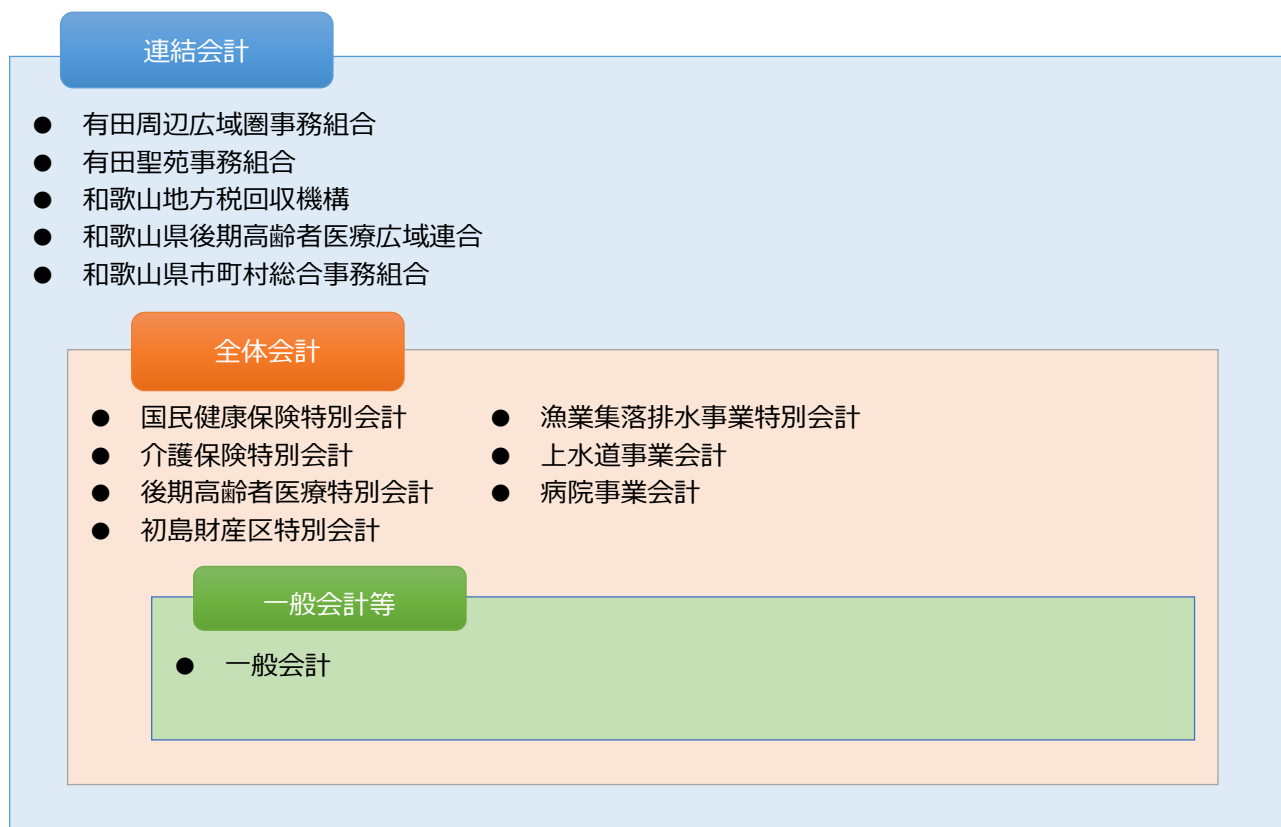 連結会計
● 有田周辺広域圏事務組合
● 有田聖苑事務組合
● 和歌山地方税回収機構
● 和歌山県後期高齢者医療広域連合
● 和歌山県市町村総合事務組合
全体会計
● 国民健康保険特別会計
● 介護保険特別会計
● 後期高齢者医療特別会計
● 初島財産区特別会計
● 漁業集落排水事業特別会計
● 上水道事業会計
● 病院事業会計
一般会計等
● 一般会計